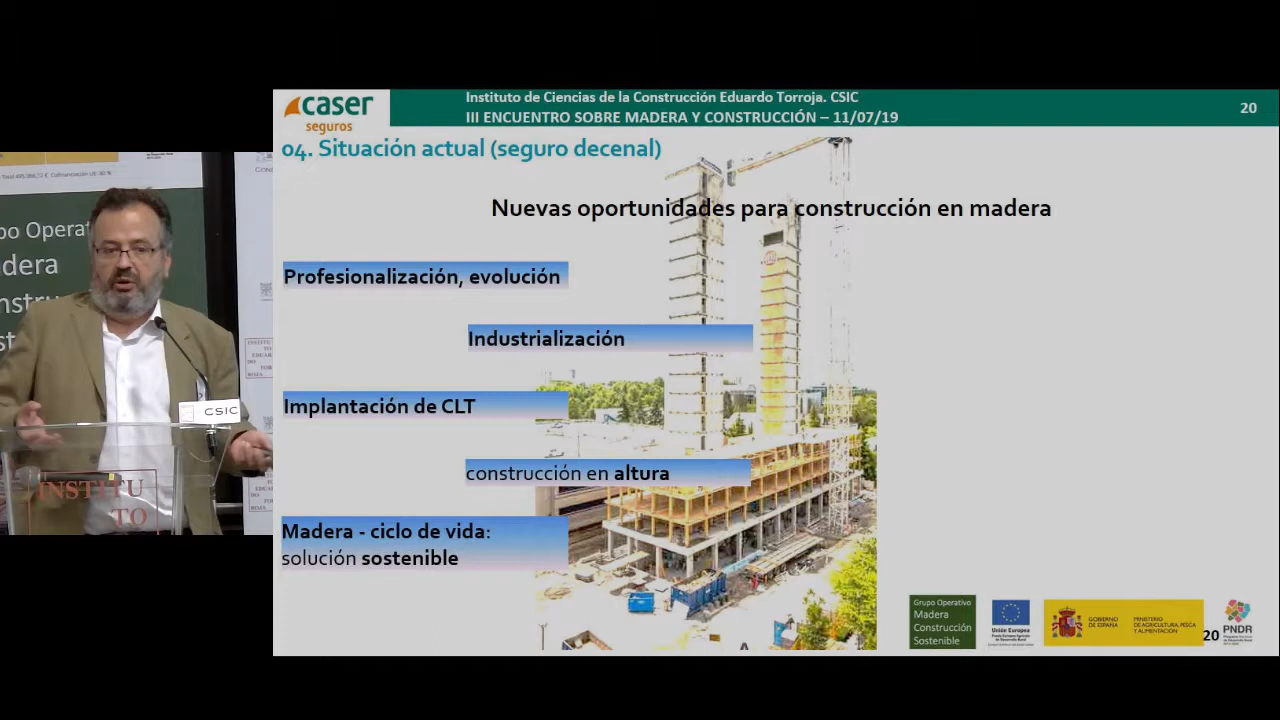 caser
seguros
Instituto de Ciencias de la Construcción Eduardo Torroja. CSIC
III ENCUENTRO SOBRE MADERA Y CONSTRUCCIÓN – 11/07/19
20
04. Situación actual (seguro decenal)
Nuevas oportunidades para construcción en madera
Profesionalización, evolución
Industrialización
Implantación de CLT
construcción en altura
Madera - ciclo de vida:
solución sostenible
Grupo Operativo
Madera
Construcción
Sostenible
Unión Europea
GOBIERNO
DE ESPAÑA
MINISTERIO
DE AGRICULTURA, PESCA
Y ALIMENTACIÓN
20
PNDR
CSIC
INSTITU
TO